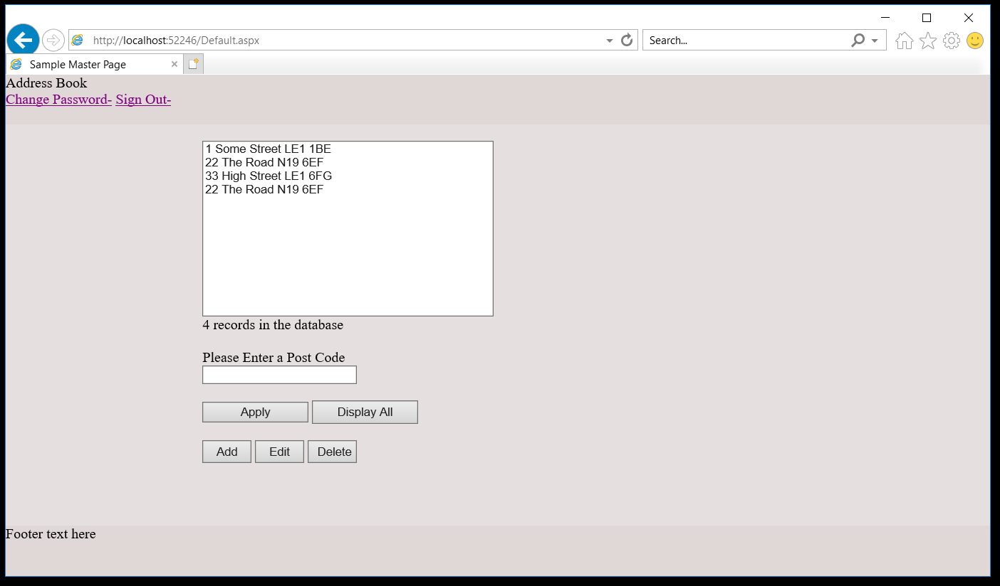 http://localhost:52246/Default.aspx
Search...
Sample Master Page
Address Book
Change Password- Sign Out-
1 Some Street LE1 1BE
22 The Road N19 6EF
33 High Street LE1 6FG
22 The Road N19 6EF
4 records in the database
Please Enter a Post Code
Apply Display All
Add Edit Delete
Footer text here